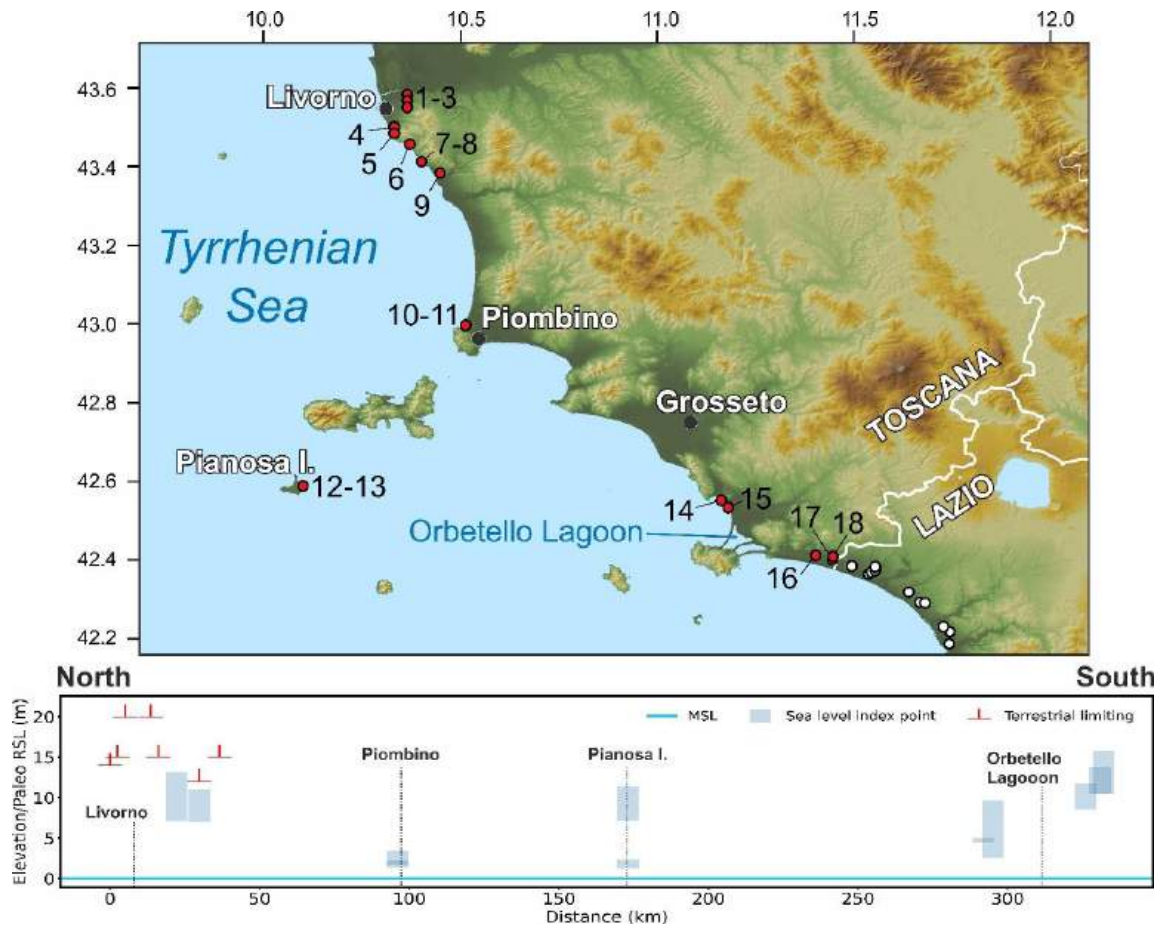 10.0 10.5 11.0 11.5 12.0
43.6
43.4
43.2
43.0
42.8
42.6
42.4
42.2
Livorno
1-3
4
5
6
7-8
9
Tyrrhenian
Sea
10-11
Piombino
Grosseto
TOSCANA
LAZIO
Pianosa I.
12-13
14
15
Orbetello Lagoon
16
17
18
North South
Elevation/Paleo RSL (m)
20
15
10
5
0
MSL Sea level index point Terrestrial limiting
Livorno
Piombino
Pianosa I.
Orbetello
Lagooon
0 50 100 150 200 250 300
Distance (km)